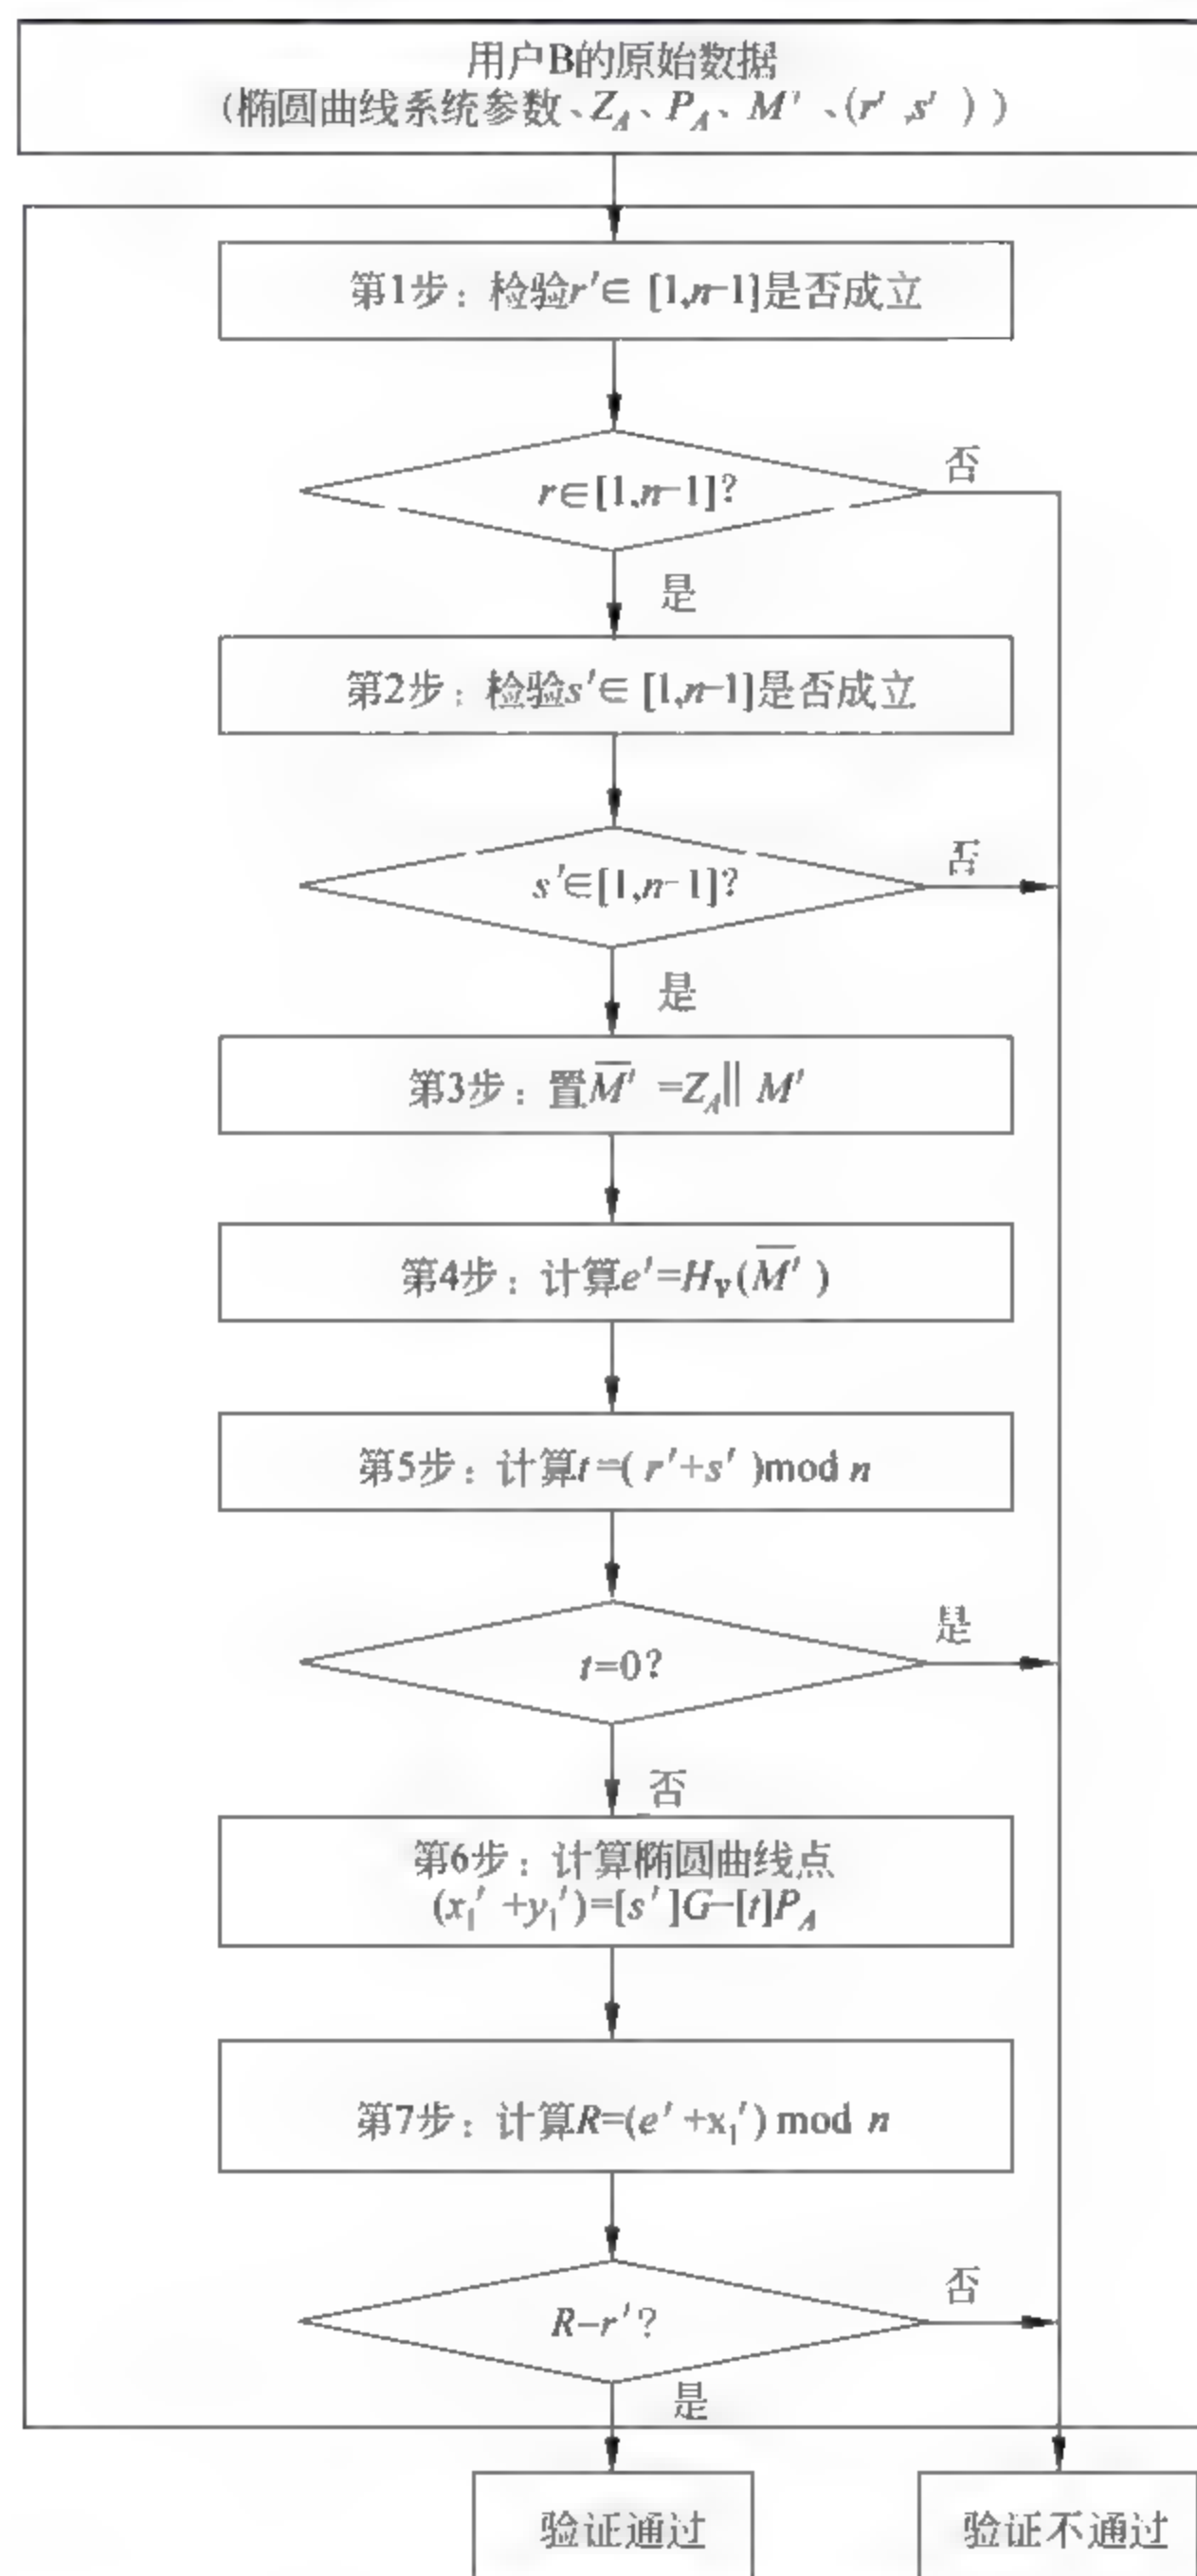 用户B的原始数据
(椭圆曲线系统参数、Z_A、P_A、M′、(r′,s′))
第1步：检验r′∈[1,n-1]是否成立
r∈[1,n-1]?
否
是
第2步：检验s′∈[1,n-1]是否成立
s′∈[1,n-1]?
否
是
第3步：置M̅′=Z_A‖M′
第4步：计算e′=H_v(M̅′)
第5步：计算t=(r′+s′)mod n
t=0?
是
否
第6步：计算椭圆曲线点
(x₁′+y₁′)=[s′]G-[t]P_A
第7步：计算R=(e′+x₁′) mod n
R-r′?
否
是
验证通过
验证不通过